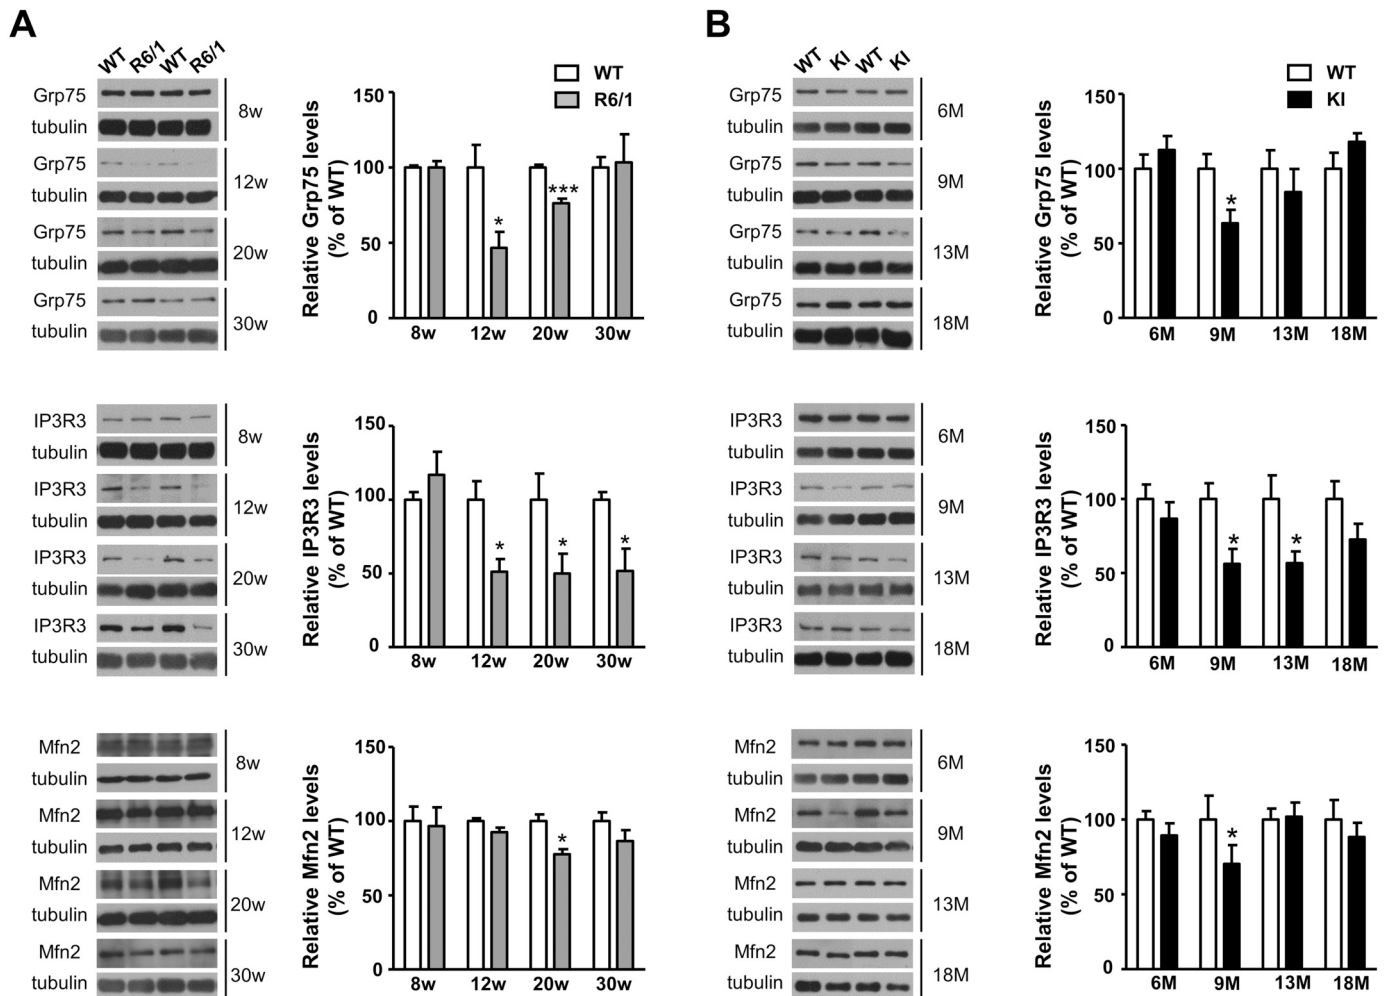 A
WT R6/1 WT R6/1
Grp75
tubulin
8w
Grp75
tubulin
12w
Grp75
tubulin
20w
Grp75
tubulin
30w
Relative Grp75 levels
(% of WT)
WT
R6/1
150
100
50
0
*
***
8w 12w 20w 30w
IP3R3
tubulin
8w
IP3R3
tubulin
12w
IP3R3
tubulin
20w
IP3R3
tubulin
30w
Relative IP3R3 levels
(% of WT)
150
100
50
0
* * *
8w 12w 20w 30w
Mfn2
tubulin
8w
Mfn2
tubulin
12w
Mfn2
tubulin
20w
Mfn2
tubulin
30w
Relative Mfn2 levels
(% of WT)
150
100
50
0
*
8w 12w 20w 30w
B
WT KI WT KI
Grp75
tubulin
6M
Grp75
tubulin
9M
Grp75
tubulin
13M
Grp75
tubulin
18M
Relative Grp75 levels
(% of WT)
WT
KI
150
100
50
0
*
6M 9M 13M 18M
IP3R3
tubulin
6M
IP3R3
tubulin
9M
IP3R3
tubulin
13M
IP3R3
tubulin
18M
Relative IP3R3 levels
(% of WT)
150
100
50
0
* *
6M 9M 13M 18M
Mfn2
tubulin
6M
Mfn2
tubulin
9M
Mfn2
tubulin
13M
Mfn2
tubulin
18M
Relative Mfn2 levels
(% of WT)
150
100
50
0
*
6M 9M 13M 18M